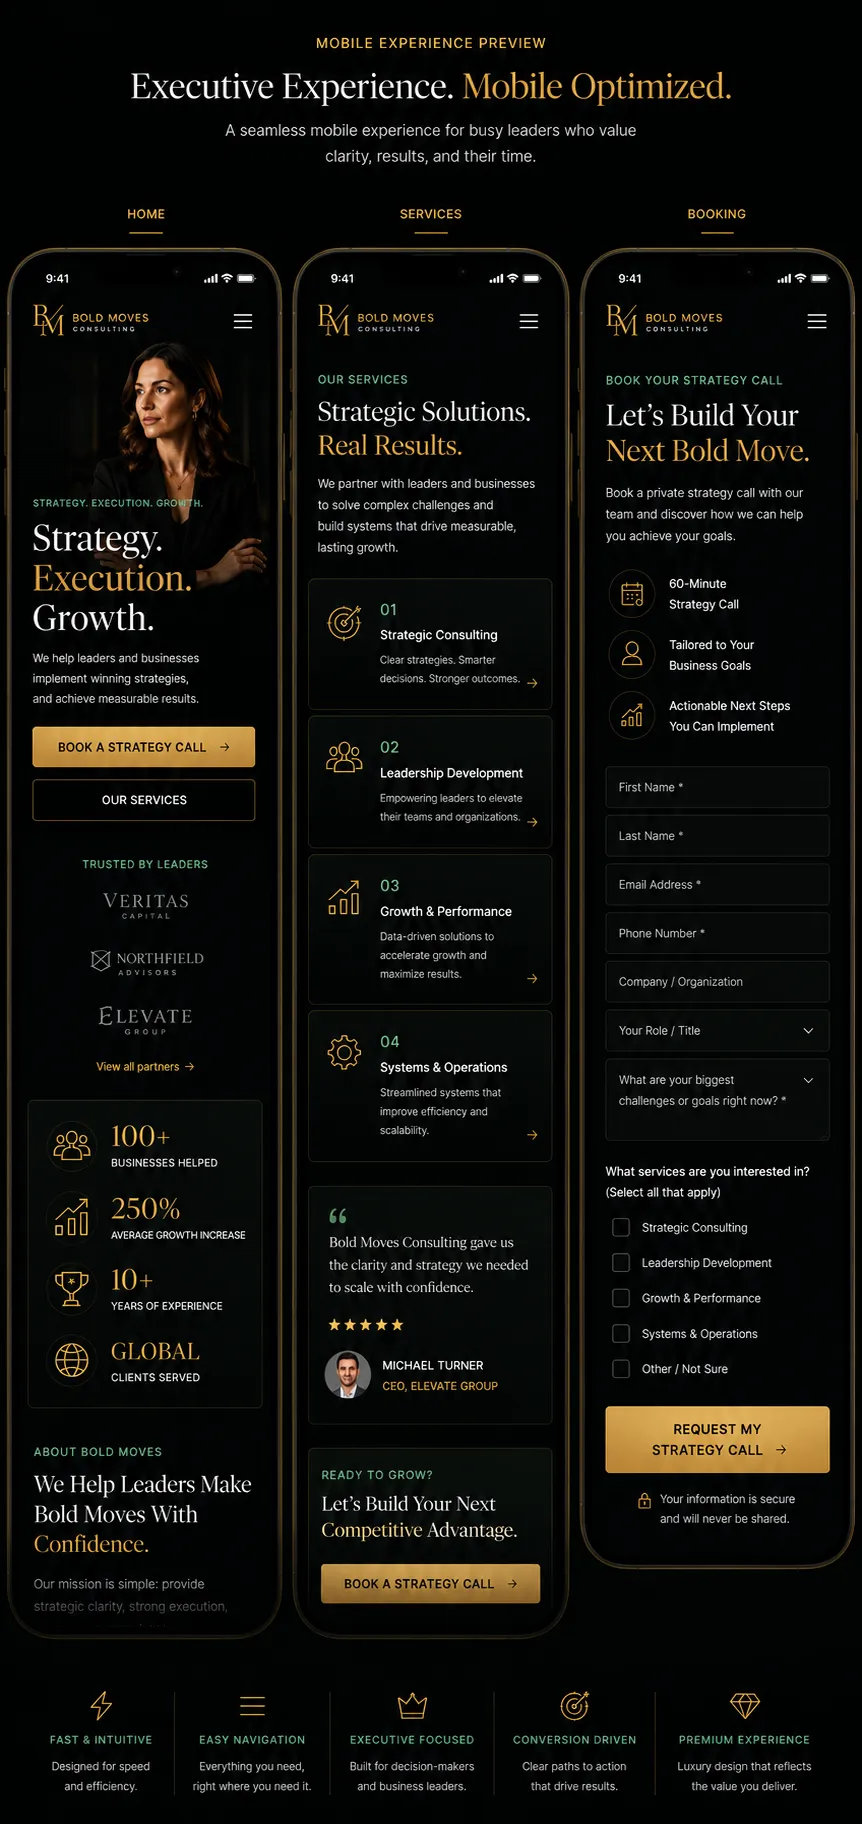 MOBILE EXPERIENCE PREVIEW
Executive Experience. Mobile Optimized.
A seamless mobile experience for busy leaders who value
clarity, results, and their time.
HOME
9:41
BM BOLD MOVES
CONSULTING
STRATEGY. EXECUTION. GROWTH.
Strategy.
Execution.
Growth.
We help leaders and businesses
implement winning strategies,
and achieve measurable results.
BOOK A STRATEGY CALL →
OUR SERVICES
TRUSTED BY LEADERS
VERITAS
CAPITAL
NORTHFIELD
ADVISORS
ELEVATE
GROUP
View all partners →
100+
BUSINESSES HELPED
250%
AVERAGE GROWTH INCREASE
10+
YEARS OF EXPERIENCE
GLOBAL
CLIENTS SERVED
ABOUT BOLD MOVES
We Help Leaders Make
Bold Moves With
Confidence.
Our mission is simple: provide
strategic clarity, strong execution,
SERVICES
9:41
BM BOLD MOVES
CONSULTING
OUR SERVICES
Strategic Solutions.
Real Results.
We partner with leaders and businesses
to solve complex challenges and
build systems that drive measurable,
lasting growth.
01
Strategic Consulting
Clear strategies. Smarter
decisions. Stronger outcomes. →
02
Leadership Development
Empowering leaders to elevate
their teams and organizations. →
03
Growth & Performance
Data-driven solutions to
accelerate growth and
maximize results. →
04
Systems & Operations
Streamlined systems that
improve efficiency and
scalability. →
“
Bold Moves Consulting gave us
the clarity and strategy we needed
to scale with confidence.
★★★★★
MICHAEL TURNER
CEO, ELEVATE GROUP
READY TO GROW?
Let’s Build Your Next
Competitive Advantage.
BOOK A STRATEGY CALL →
BOOKING
9:41
BM BOLD MOVES
CONSULTING
BOOK YOUR STRATEGY CALL
Let’s Build Your
Next Bold Move.
Book a private strategy call with our
team and discover how we can help
you achieve your goals.
60-Minute
Strategy Call
Tailored to Your
Business Goals
Actionable Next Steps
You Can Implement
First Name *
Last Name *
Email Address *
Phone Number *
Company / Organization
Your Role / Title
What are your biggest
challenges or goals right now? *
What services are you interested in?
(Select all that apply)
Strategic Consulting
Leadership Development
Growth & Performance
Systems & Operations
Other / Not Sure
REQUEST MY
STRATEGY CALL →
Your information is secure
and will never be shared.
FAST & INTUITIVE
Designed for speed
and efficiency.
EASY NAVIGATION
Everything you need,
right where you need it.
EXECUTIVE FOCUSED
Built for decision-makers
and business leaders.
CONVERSION DRIVEN
Clear paths to action
that drive results.
PREMIUM EXPERIENCE
Luxury design that reflects
the value you deliver.